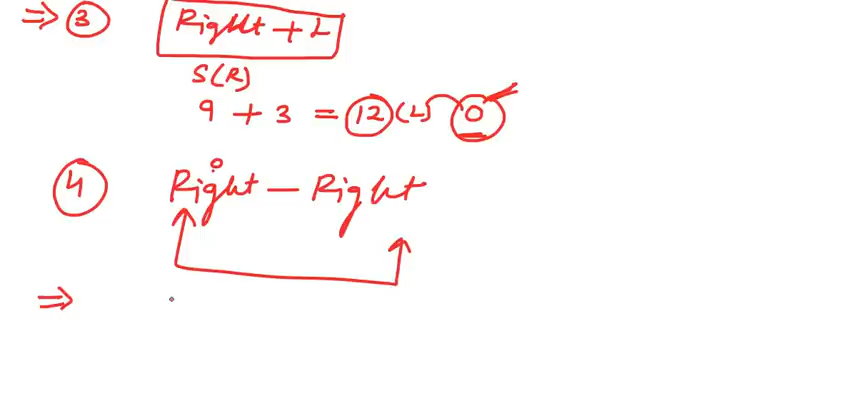 ⇒ ③ Right + L
S(R)
9 + 3 = 12 (L) 0
④ Right — Right
⇒